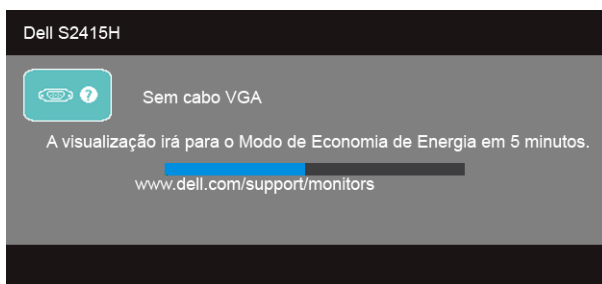 Dell S2415H
Sem cabo VGA
A visualização irá para o Modo de Economia de Energia em 5 minutos.
www.dell.com/support/monitors